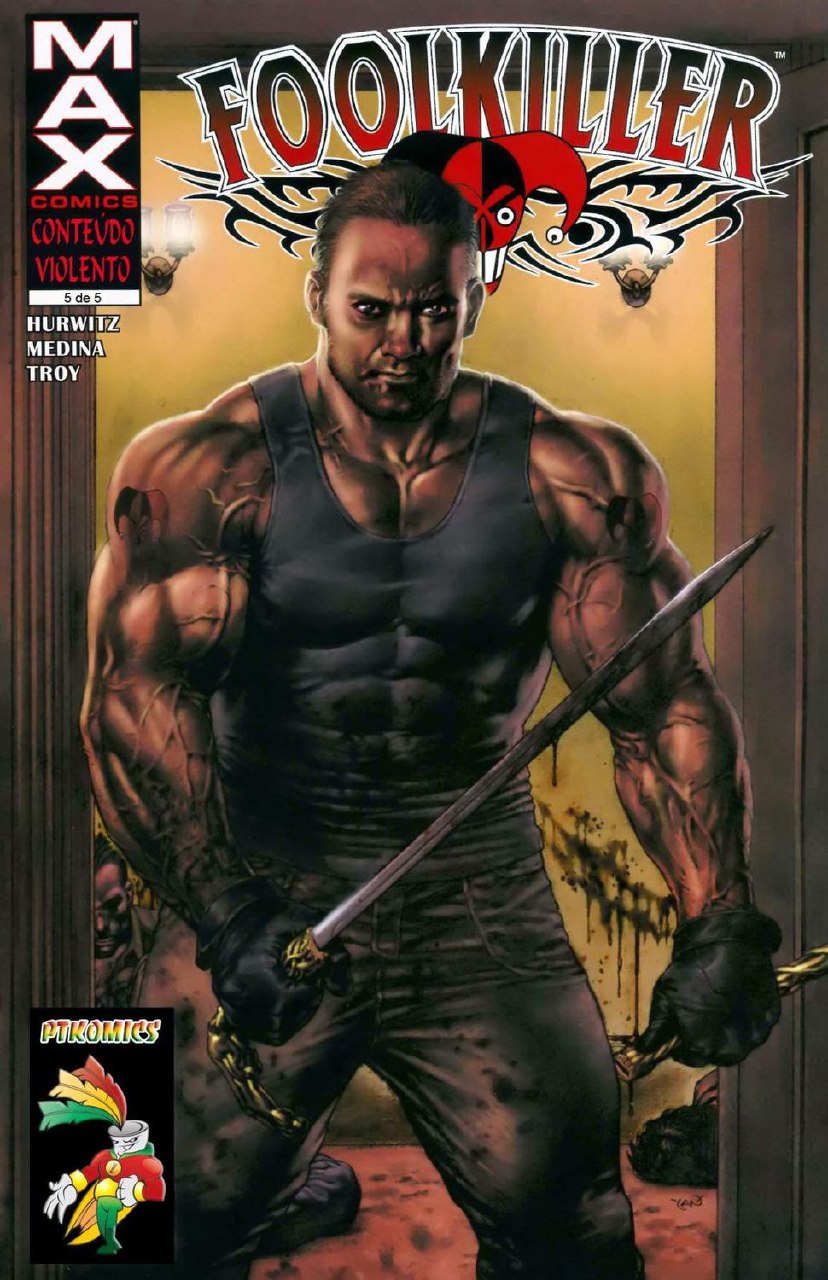 MAX
COMICS
CONTEÚDO
VIOLENTO
5 de 5
HURWITZ
MEDINA
TROY
FOOLKILLER
TM
PTKOMICS